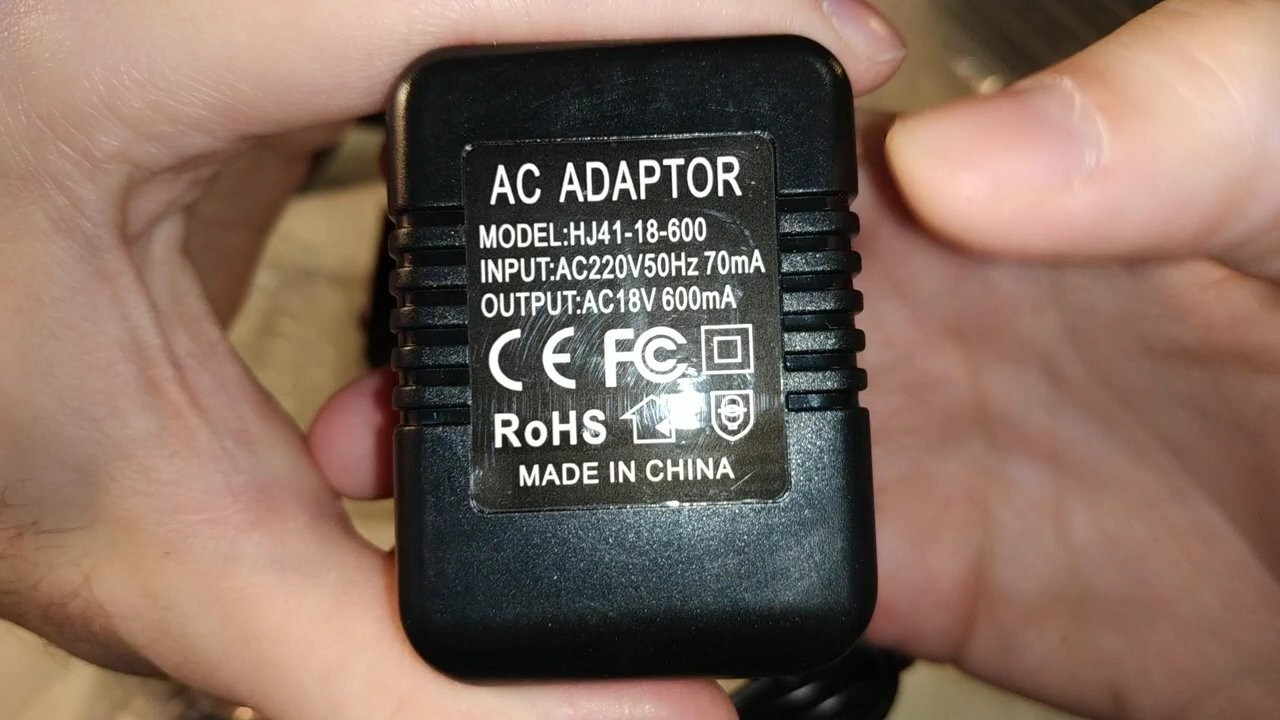 AC ADAPTOR
MODEL:HJ41-18-600
INPUT:AC220V50Hz 70mA
OUTPUT:AC18V 600mA
CE FC
RoHS
MADE IN CHINA